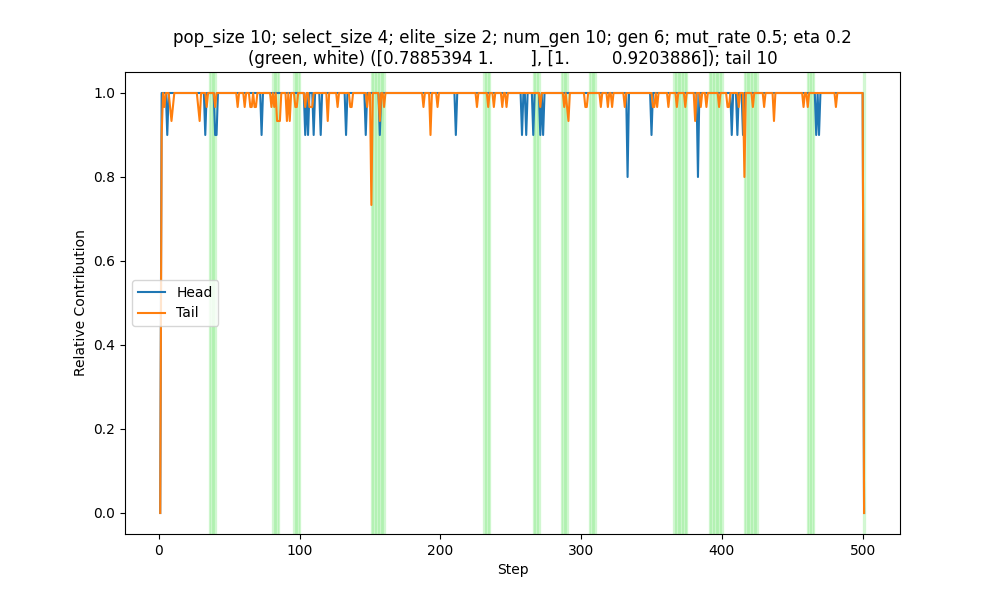 pop_size 10; select_size 4; elite_size 2; num_gen 10; gen 6; mut_rate 0.5; eta 0.2
(green, white) ([0.7885394 1.        ], [1.         0.9203886]); tail 10
1.0
0.8
0.6
0.4
0.2
0.0
Relative Contribution
Head
Tail
0
100
200
300
400
500
Step